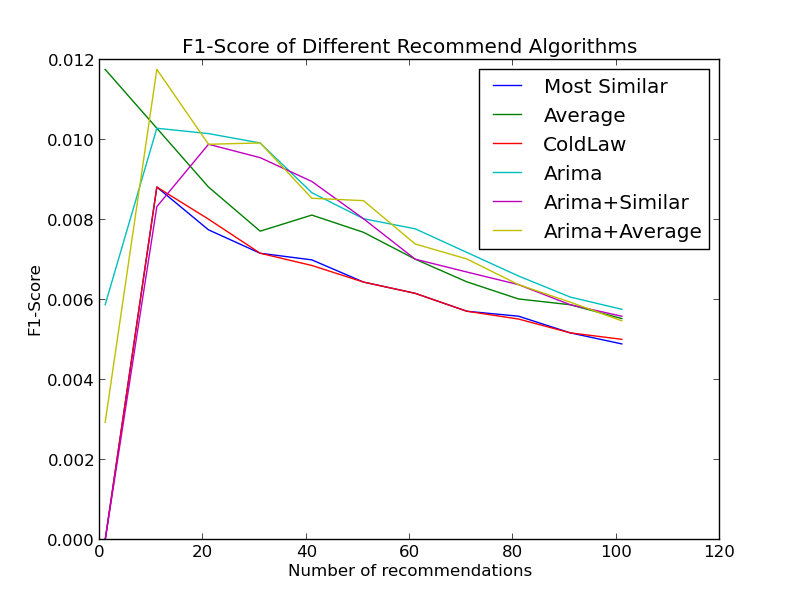 F1-Score of Different Recommend Algorithms
0.012
0.010
0.008
0.006
0.004
0.002
0.000
F1-Score
Most Similar
Average
ColdLaw
Arima
Arima+Similar
Arima+Average
0 20 40 60 80 100 120
Number of recommendations